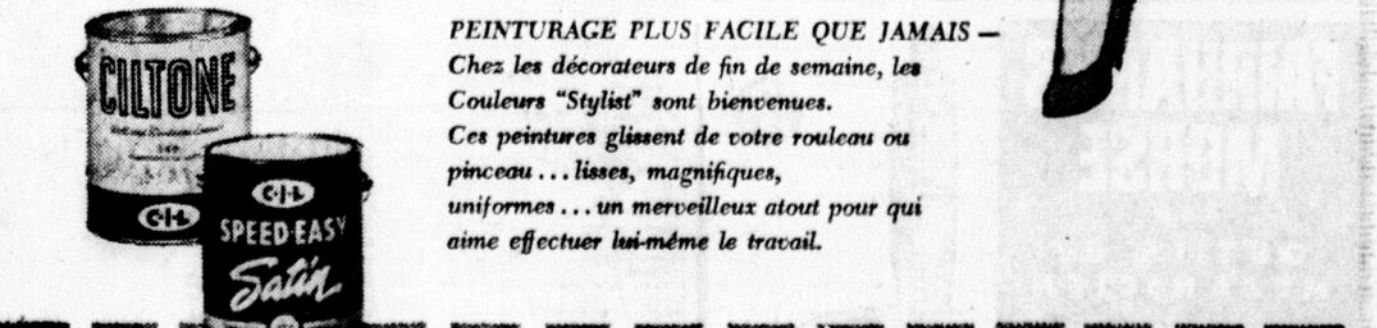 CILTONE
C-I-L
C-I-L
SPEED-EASY
Satin
PEINTURAGE PLUS FACILE QUE JAMAIS —
Chez les décorateurs de fin de semaine, les
Couleurs "Stylist" sont bienvenues.
Ces peintures glissent de votre rouleau ou
pinceau ... lisses, magnifiques,
uniformes ... un merveilleux atout pour qui
aime effectuer lui-même le travail.